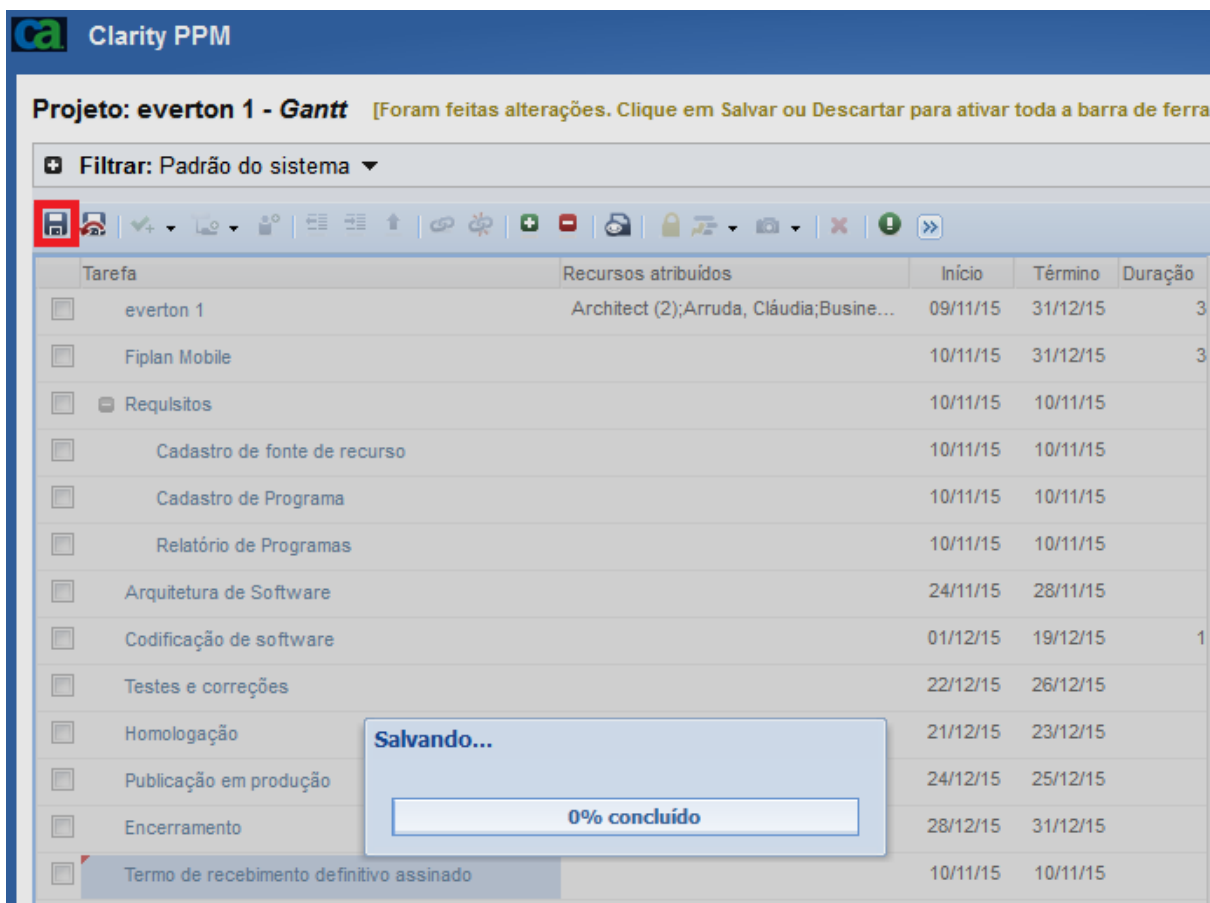 ca Clarity PPM
Projeto: everton 1 - Gantt [Foram feitas alterações. Clique em Salvar ou Descartar para ativar toda a barra de ferra
Filtrar: Padrão do sistema
Tarefa Recursos atribuídos Início Término Duração
everton 1 Architect (2);Arruda, Cláudia;Busine... 09/11/15 31/12/15 3
Fiplan Mobile 10/11/15 31/12/15 3
RequIsitos 10/11/15 10/11/15
Cadastro de fonte de recurso 10/11/15 10/11/15
Cadastro de Programa 10/11/15 10/11/15
Relatório de Programas 10/11/15 10/11/15
Arquitetura de Software 24/11/15 28/11/15
Codificação de software 01/12/15 19/12/15 1
Testes e correções 22/12/15 26/12/15
Homologação 21/12/15 23/12/15
Salvando...
Publicação em produção 24/12/15 25/12/15
0% concluído
Encerramento 28/12/15 31/12/15
Termo de recebimento definitivo assinado 10/11/15 10/11/15